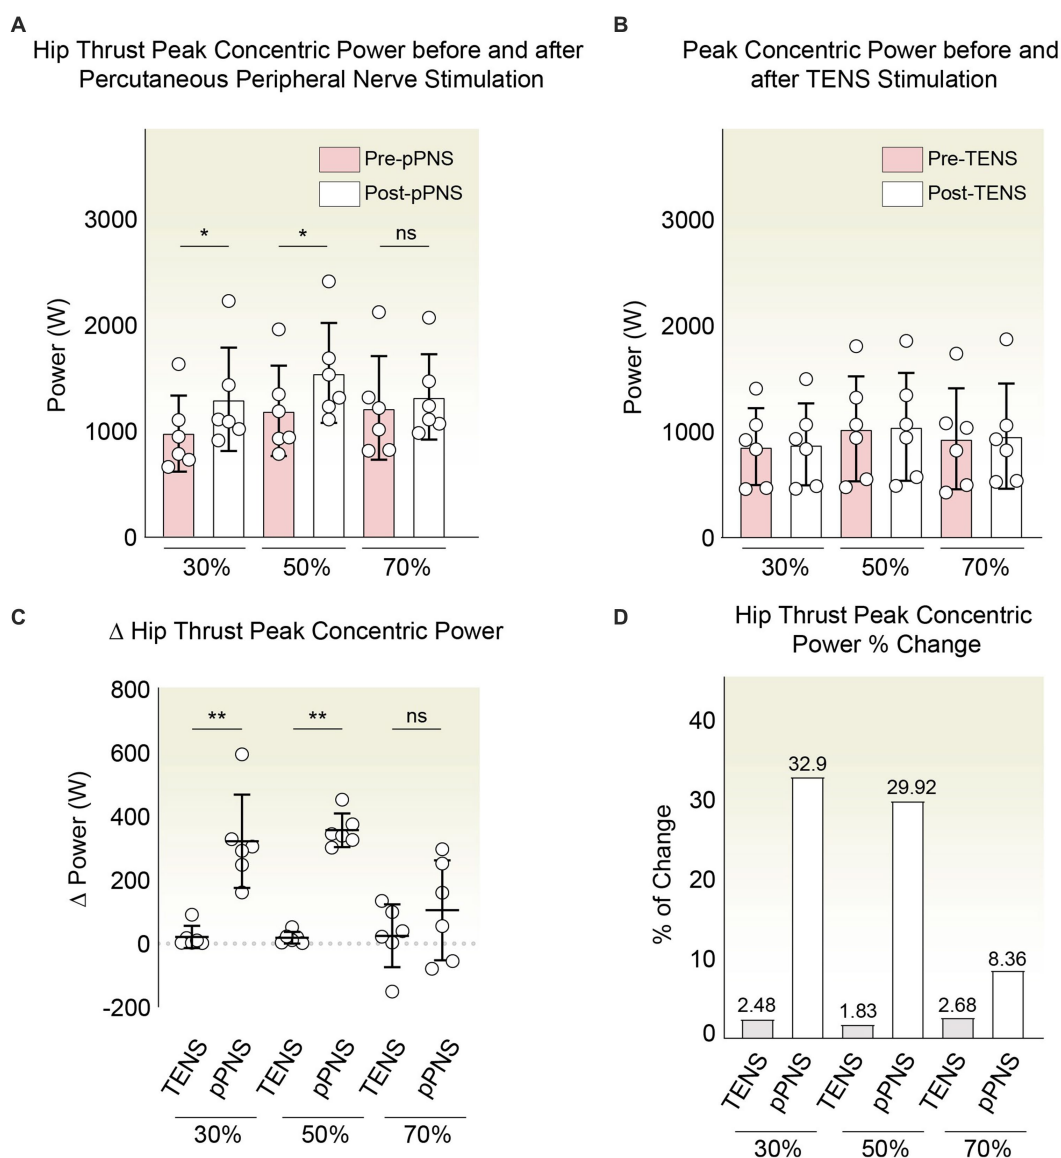 A
Hip Thrust Peak Concentric Power before and after
Percutaneous Peripheral Nerve Stimulation
Pre-pPNS
Post-pPNS
3000
2000
1000
0
Power (W)
*
*
ns
30%
50%
70%
B
Peak Concentric Power before and
after TENS Stimulation
Pre-TENS
Post-TENS
3000
2000
1000
0
Power (W)
30%
50%
70%
C
Δ Hip Thrust Peak Concentric Power
800
600
400
200
0
-200
Δ Power (W)
**
**
ns
TENS
pPNS
TENS
pPNS
TENS
pPNS
30%
50%
70%
D
Hip Thrust Peak Concentric
Power % Change
40
30
20
10
0
% of Change
2.48
32.9
1.83
29.92
2.68
8.36
TENS
pPNS
TENS
pPNS
TENS
pPNS
30%
50%
70%